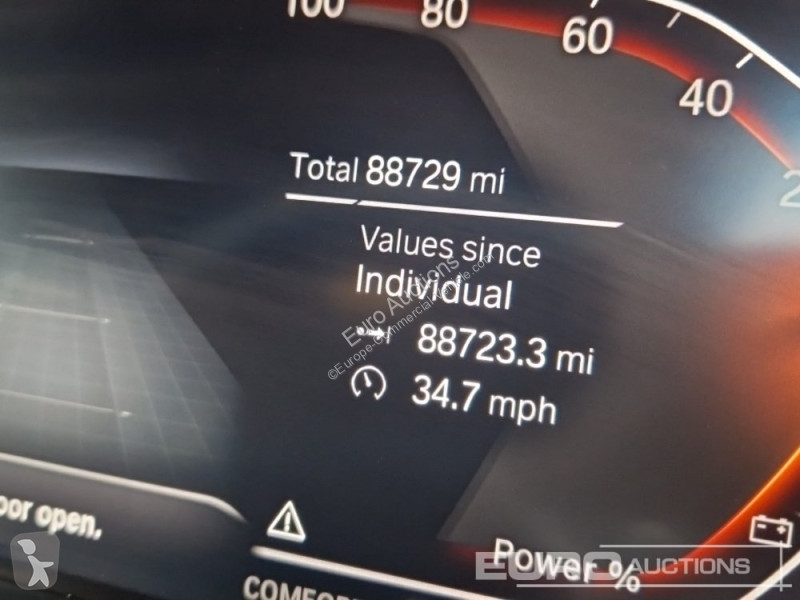 100 80 60 40
Total 88729 mi
Values since
Individual
88723.3 mi
34.7 mph
oor open.
Power %
COMFOR
Euro Auctions
©Europe-Commercial-Vehicle.com
EURO AUCTIONS